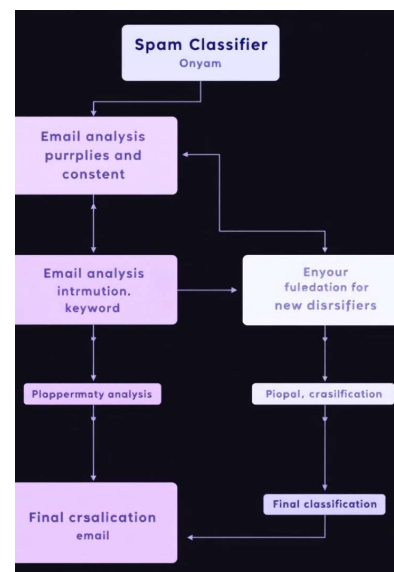 Spam Classifier
Onyam
Email analysis
purrplies and
constent
Email analysis
intrmution.
keyword
Enyour
fuledation for
new disrsifiers
Ploppermaty analysis
Piopal, crasilfication
Final classification
Final crsalication
email